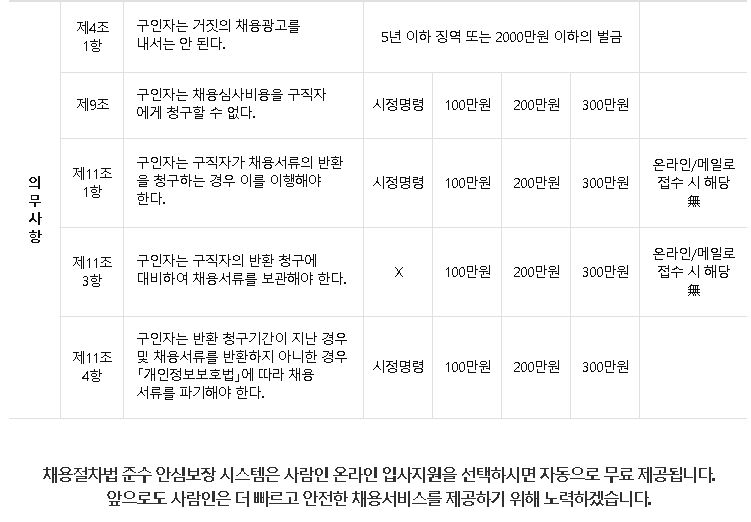 의
무
사
항
제4조
1항
구인자는 거짓의 채용광고를
내서는 안 된다.
5년 이하 징역 또는 2000만원 이하의 벌금
제9조
구인자는 채용심사비용을 구직자
에게 청구할 수 없다.
시정명령
100만원
200만원
300만원
제11조
1항
구인자는 구직자가 채용서류의 반환
을 청구하는 경우 이를 이행해야
한다.
시정명령
100만원
200만원
300만원
온라인/메일로
접수 시 해당
無
제11조
3항
구인자는 구직자의 반환 청구에
대비하여 채용서류를 보관해야 한다.
X
100만원
200만원
300만원
온라인/메일로
접수 시 해당
無
제11조
4항
구인자는 반환 청구기간이 지난 경우
및 채용서류를 반환하지 아니한 경우
「개인정보보호법」에 따라 채용
서류를 파기해야 한다.
시정명령
100만원
200만원
300만원
채용절차법 준수 안심보장 시스템은 사람인 온라인 입사지원을 선택하시면 자동으로 무료 제공됩니다.
앞으로도 사람인은 더 빠르고 안전한 채용서비스를 제공하기 위해 노력하겠습니다.